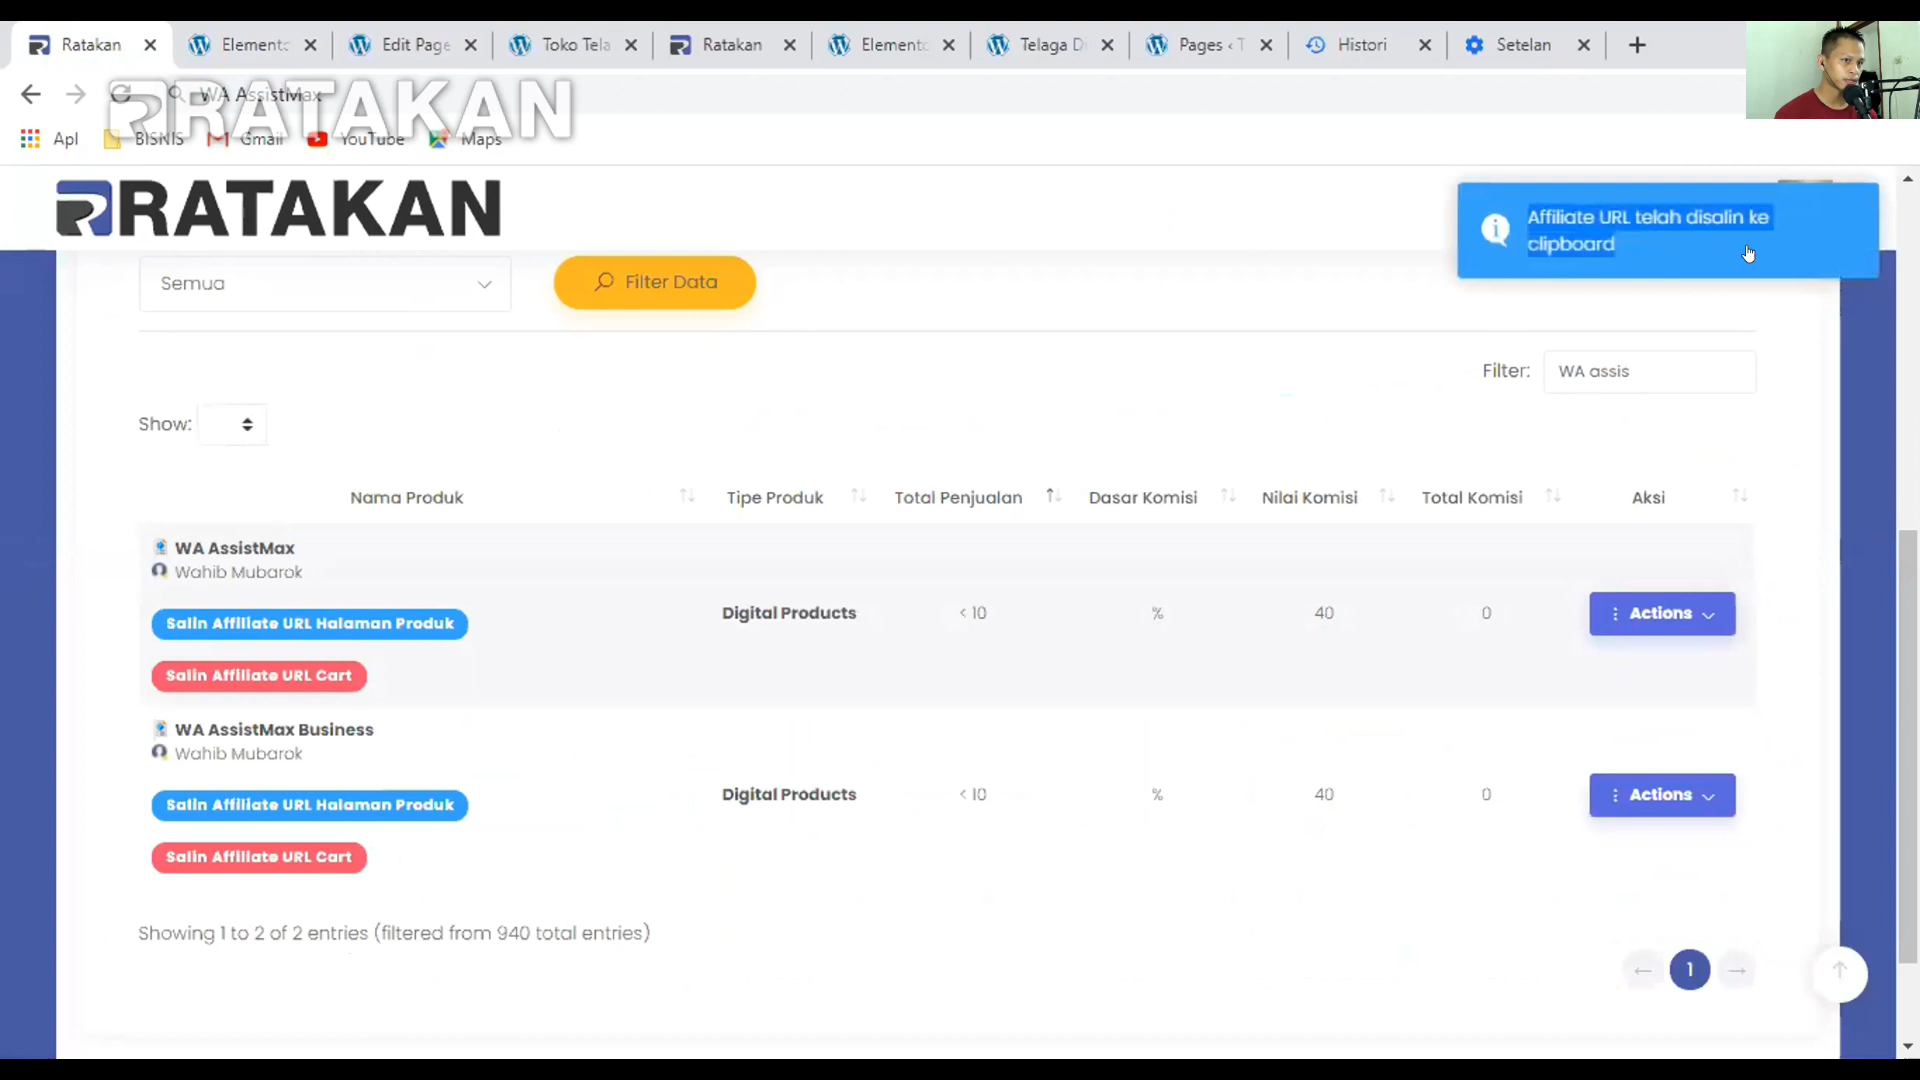 Ratakan
Elemento
Edit Page
Toko Tela
Ratakan
Elemento
Telaga D
Pages ‹ T
Histori
Setelan
WA AssistMax
RATAKAN
Apl
BISNIS
Gmail
YouTube
Maps
RATAKAN
Affiliate URL telah disalin ke
clipboard
Semua
Filter Data
Filter:
WA assis
Show:
Nama Produk
Tipe Produk
Total Penjualan
Dasar Komisi
Nilai Komisi
Total Komisi
Aksi
WA AssistMax
Wahib Mubarok
Salin Affiliate URL Halaman Produk
Digital Products
< 10
%
40
0
Actions
Salin Affiliate URL Cart
WA AssistMax Business
Wahib Mubarok
Salin Affiliate URL Halaman Produk
Digital Products
< 10
%
40
0
Actions
Salin Affiliate URL Cart
Showing 1 to 2 of 2 entries (filtered from 940 total entries)
1